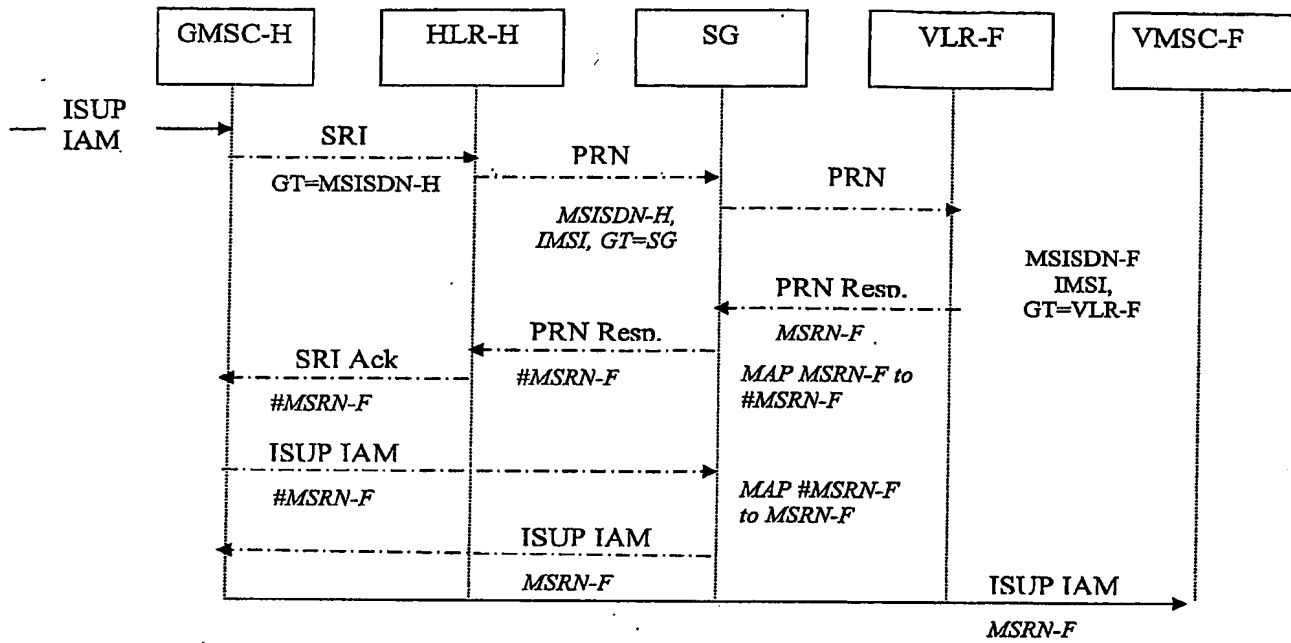 GMSC-H
HLR-H
SG
VLR-F
VMSC-F
ISUP
IAM
SRI
GT=MSISDN-H
PRN
MSISDN-H,
IMSI, GT=SG
PRN
MSISDN-F
IMSI,
GT=VLR-F
PRN Resp.
MSRN-F
PRN Resp.
#MSRN-F
MAP MSRN-F to
#MSRN-F
SRI Ack
#MSRN-F
ISUP IAM
#MSRN-F
MAP #MSRN-F
to MSRN-F
ISUP IAM
MSRN-F
ISUP IAM
MSRN-F